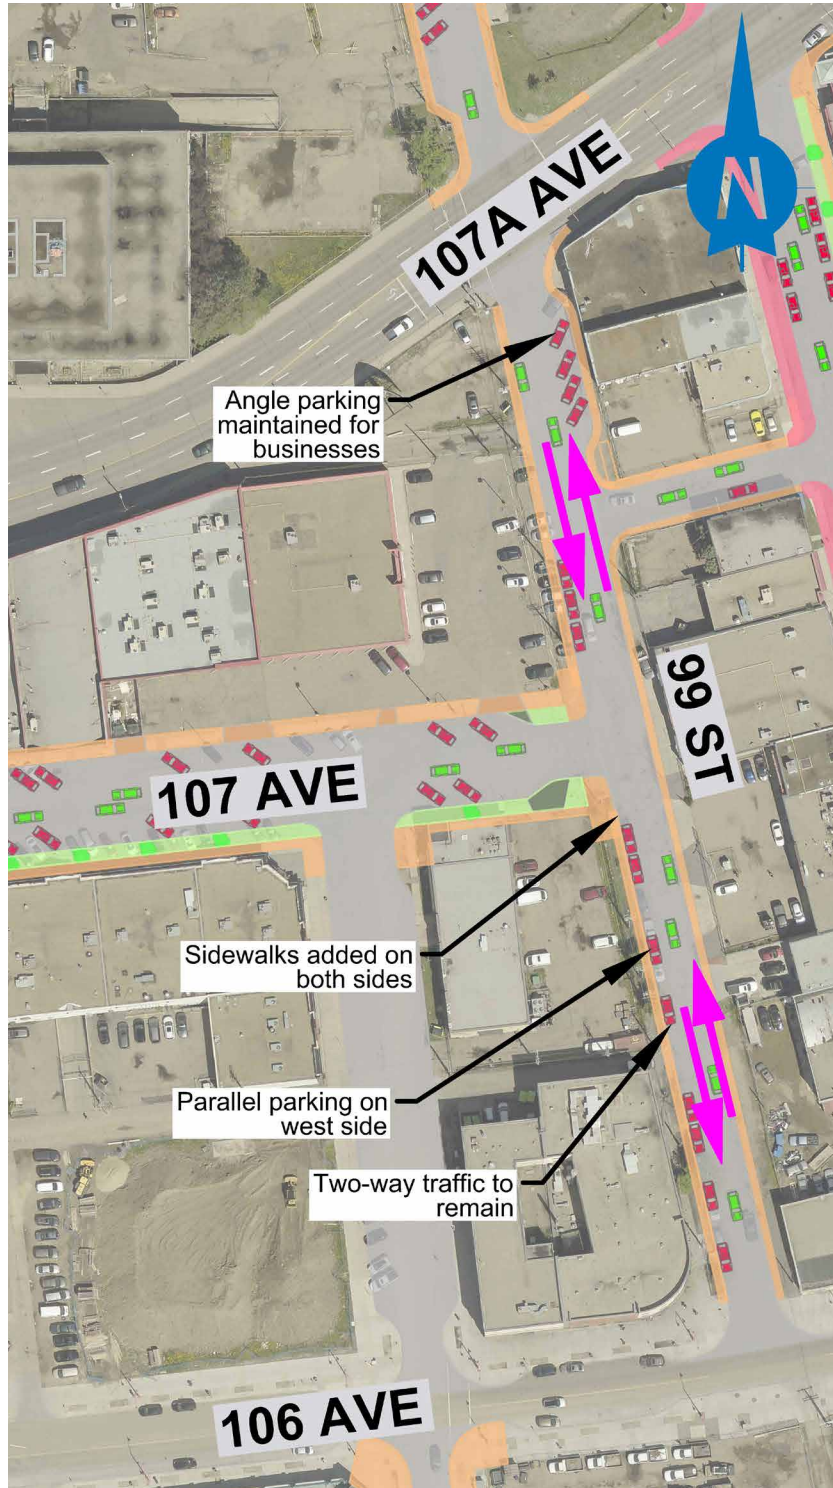 N
107A AVE
Angle parking
maintained for
businesses
99 ST
107 AVE
Sidewalks added on
both sides
Parallel parking on
west side
Two-way traffic to
remain
106 AVE